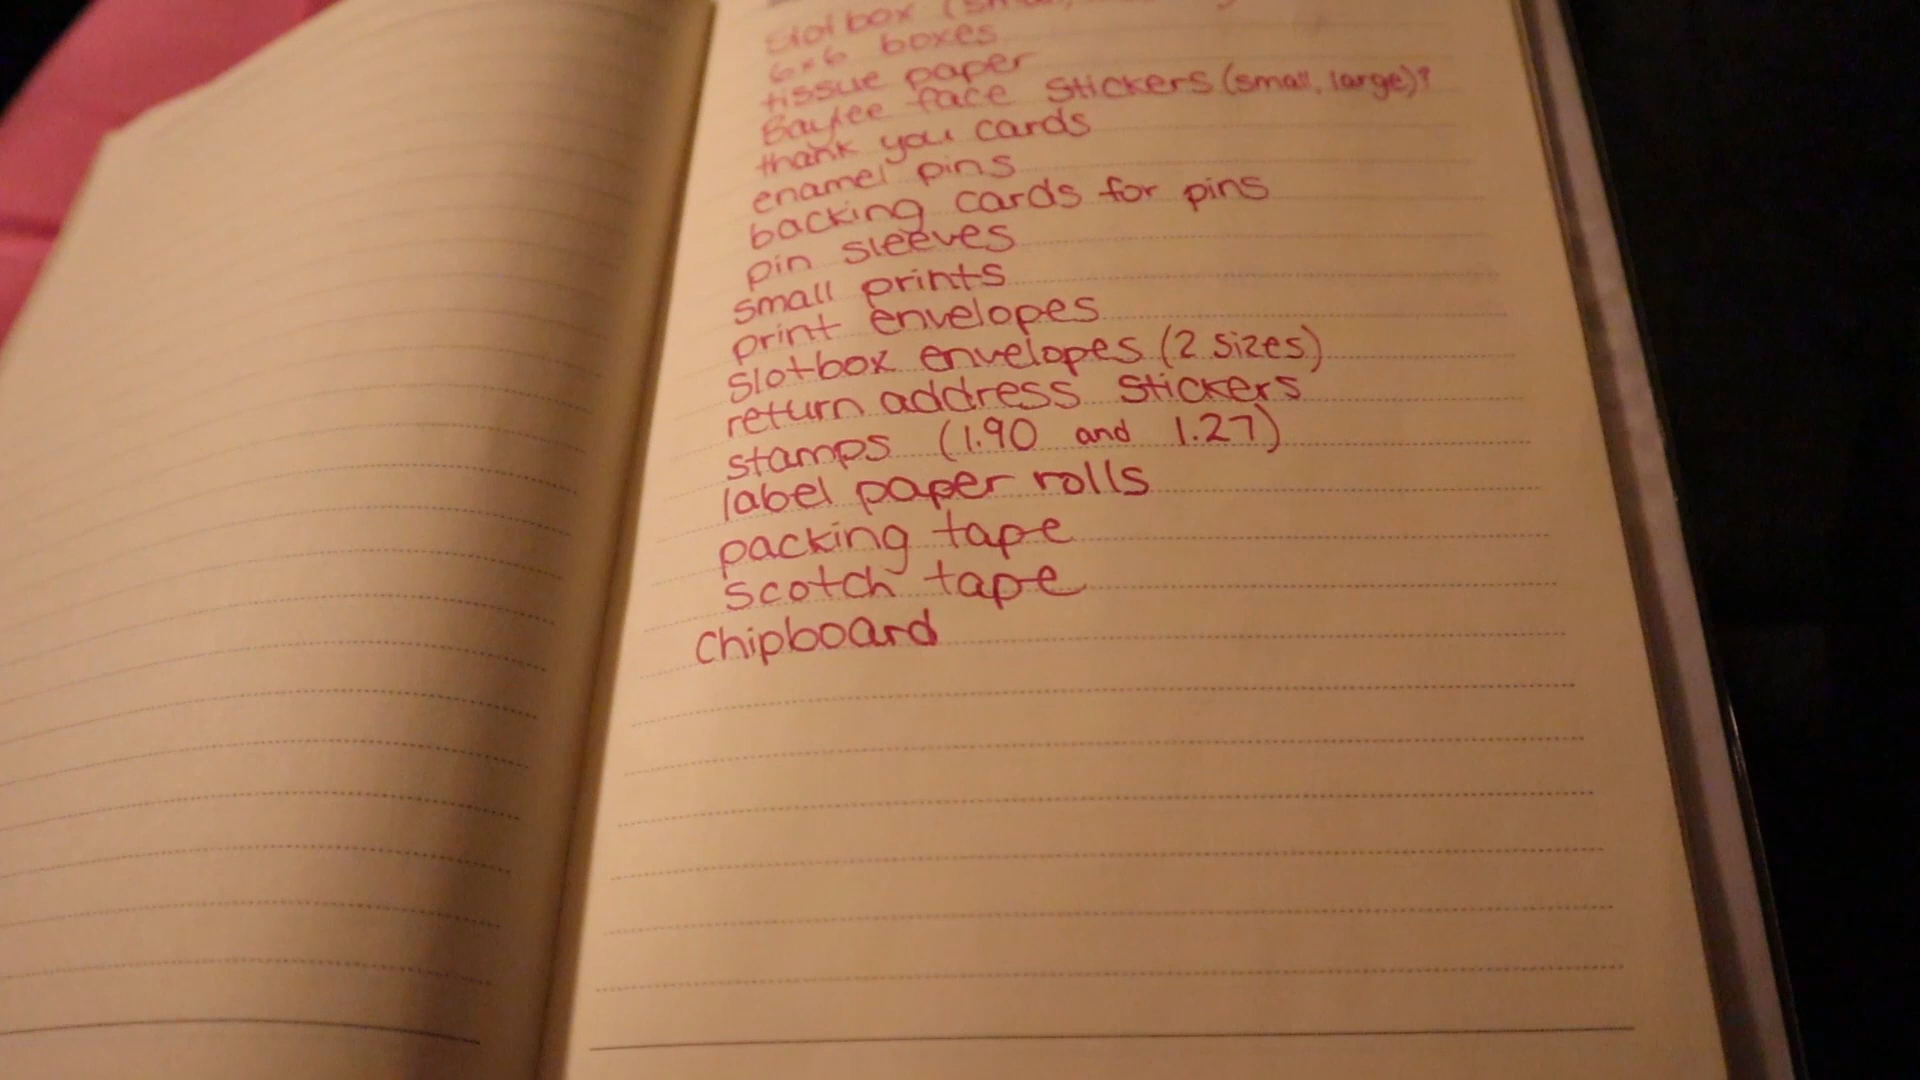 slotbox
6x6 boxes
tissue paper
Baylee face stickers (small, large)?
thank you cards
enamel pins
backing cards for pins
pin sleeves
small prints
print envelopes
slotbox envelopes (2 sizes)
return address stickers
stamps (1.90 and 1.27)
label paper rolls
packing tape
scotch tape
chipboard